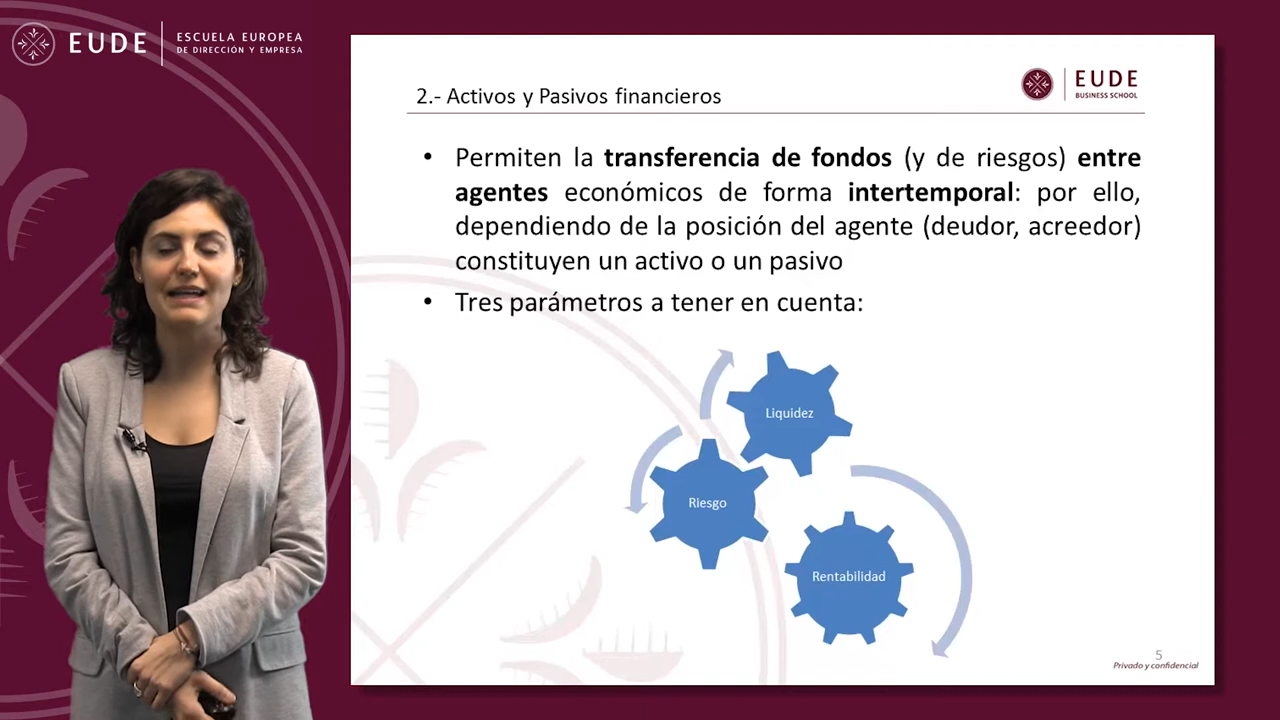 EUDE
ESCUELA EUROPEA
DE DIRECCIÓN Y EMPRESA
2.- Activos y Pasivos financieros
EUDE
BUSINESS SCHOOL
• Permiten la transferencia de fondos (y de riesgos) entre
agentes económicos de forma intertemporal: por ello,
dependiendo de la posición del agente (deudor, acreedor)
constituyen un activo o un pasivo
• Tres parámetros a tener en cuenta:
Liquidez
Riesgo
Rentabilidad
5
Privado y confidencial